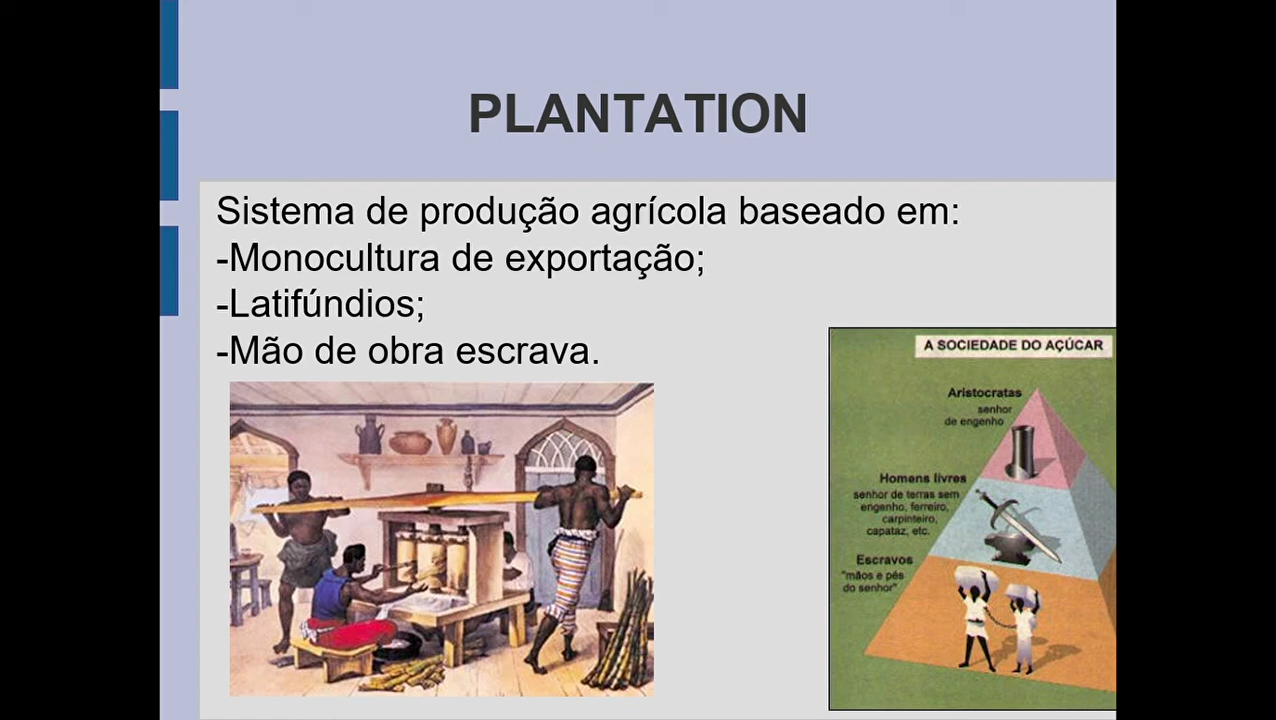 PLANTATION
Sistema de produção agrícola baseado em:
-Monocultura de exportação;
-Latifúndios;
-Mão de obra escrava.
A SOCIEDADE DO AÇÚCAR
Aristocratas
senhor
de engenho
Homens livres
senhor de terras sem
engenho, ferreiro,
carpinteiro,
capataz, etc.
Escravos
"mãos e pés
do senhor"